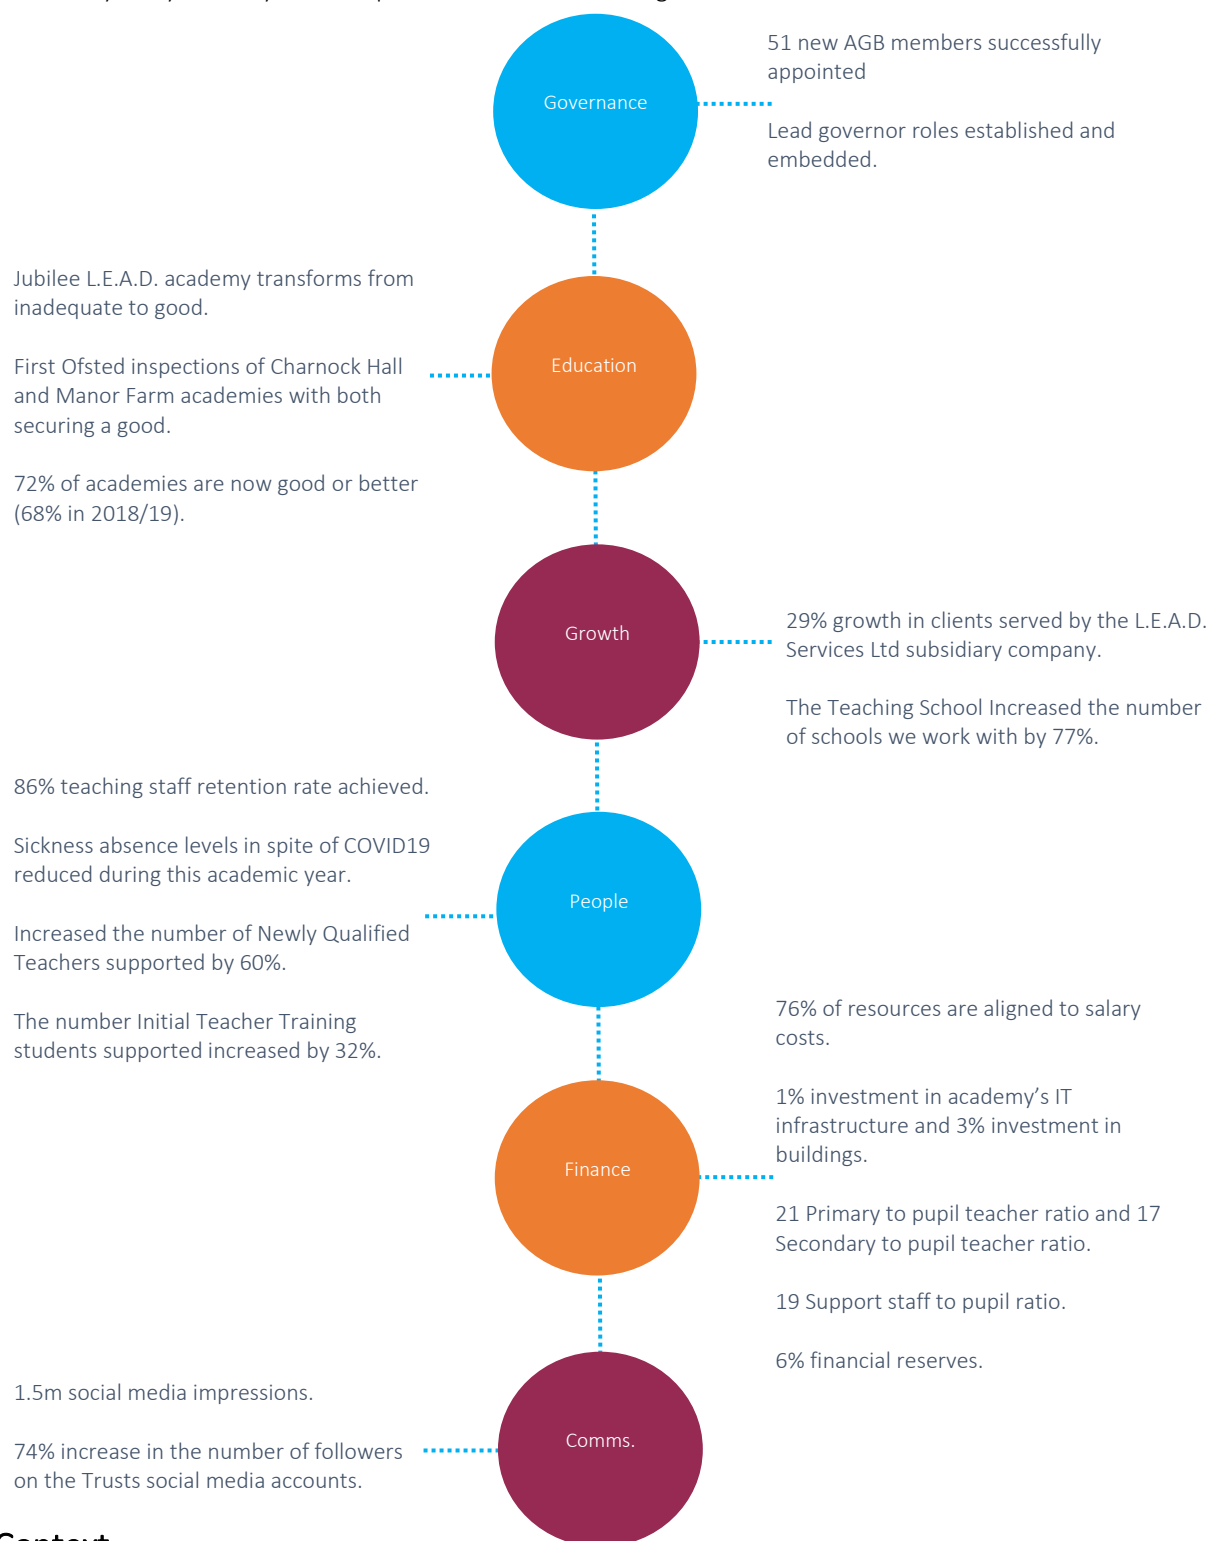 51 new AGB members successfully
appointed
Governance
Lead governor roles established and
embedded.
Jubilee L.E.A.D. academy transforms from
inadequate to good.
First Ofsted inspections of Charnock Hall
and Manor Farm academies with both
securing a good.
Education
72% of academies are now good or better
(68% in 2018/19).
Growth
29% growth in clients served by the L.E.A.D.
Services Ltd subsidiary company.
The Teaching School Increased the number
of schools we work with by 77%.
86% teaching staff retention rate achieved.
Sickness absence levels in spite of COVID19
reduced during this academic year.
People
Increased the number of Newly Qualified
Teachers supported by 60%.
The number Initial Teacher Training
students supported increased by 32%.
76% of resources are aligned to salary
costs.
1% investment in academy’s IT
infrastructure and 3% investment in
buildings.
Finance
21 Primary to pupil teacher ratio and 17
Secondary to pupil teacher ratio.
19 Support staff to pupil ratio.
6% financial reserves.
1.5m social media impressions.
Comms.
74% increase in the number of followers
on the Trusts social media accounts.